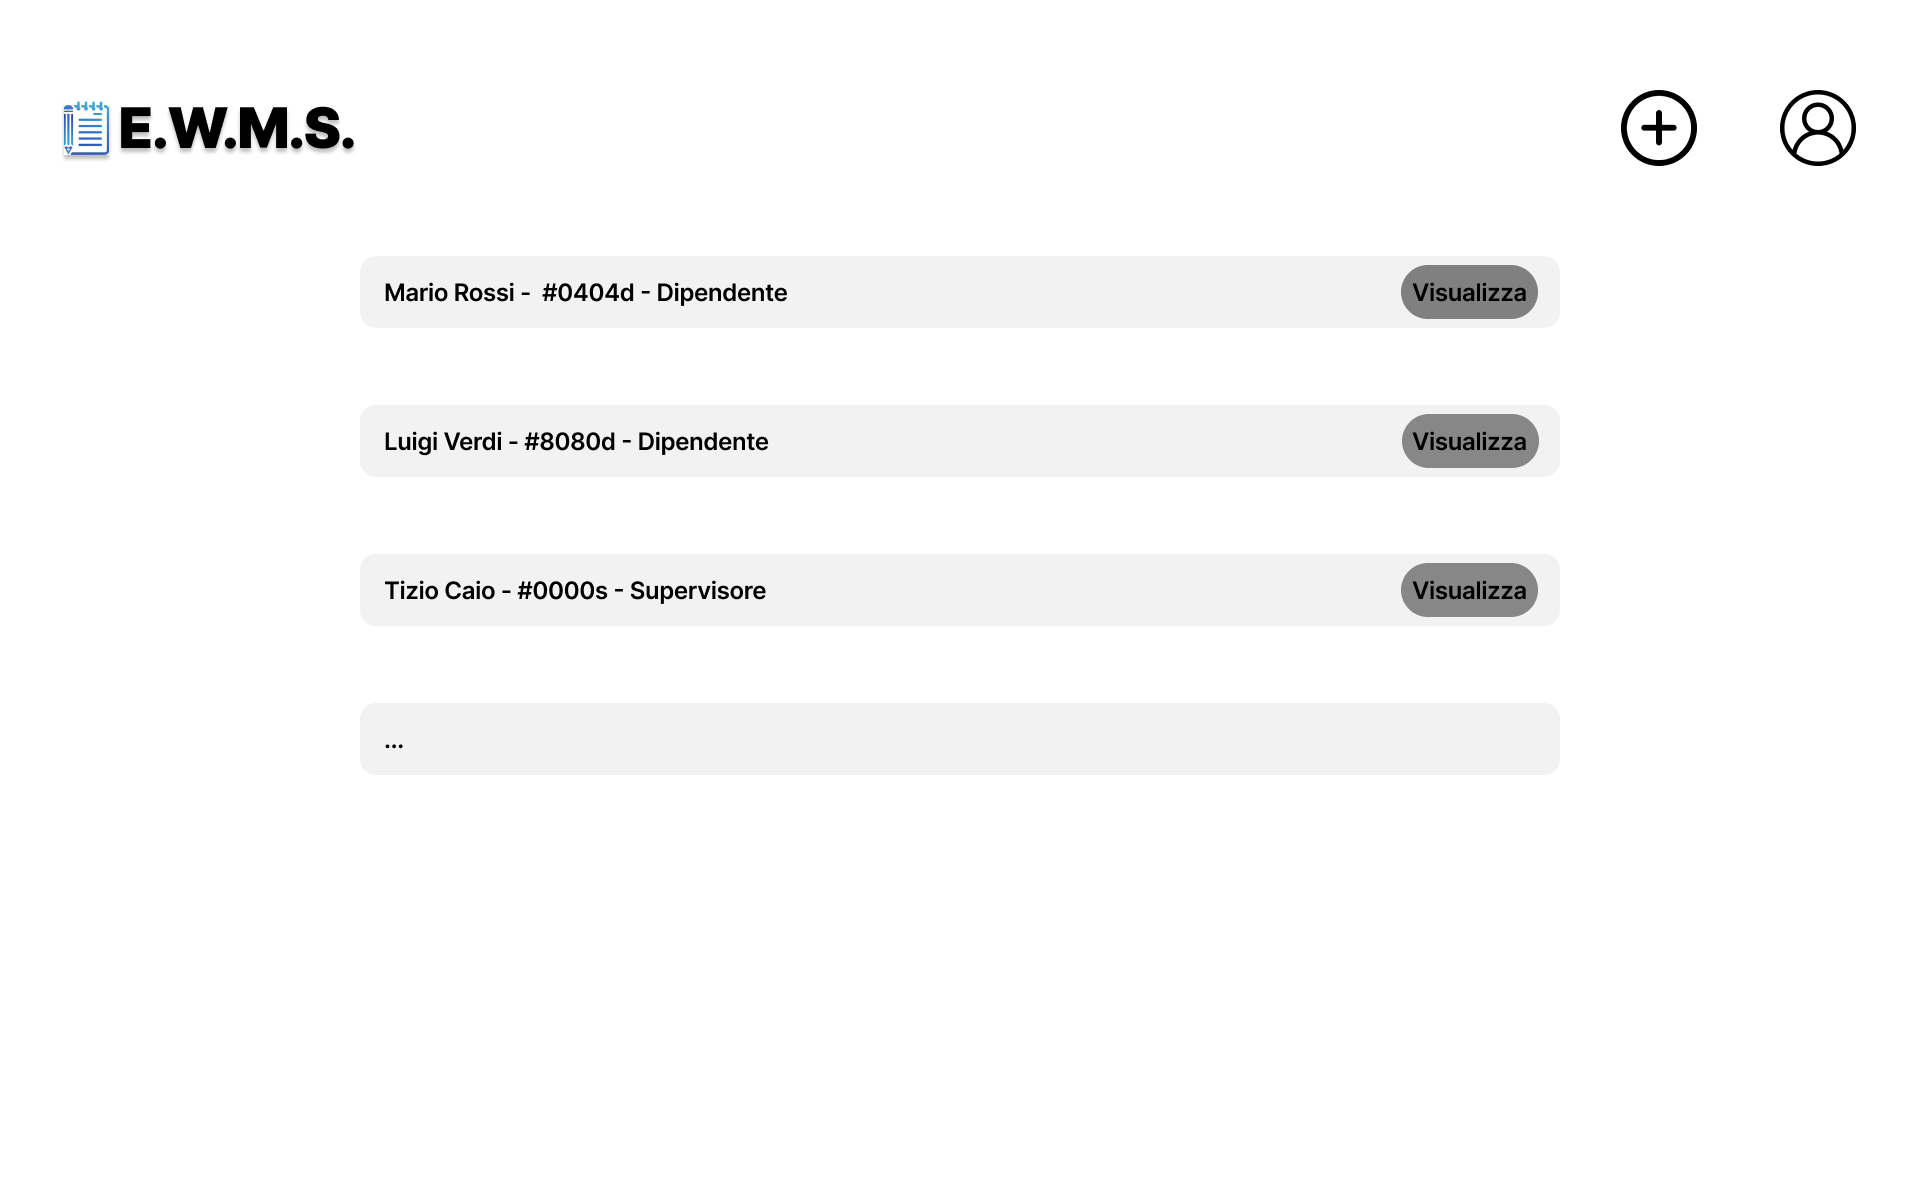 E.W.M.S.
Mario Rossi -  #0404d - Dipendente
Visualizza
Luigi Verdi - #8080d - Dipendente
Visualizza
Tizio Caio - #0000s - Supervisore
Visualizza
...